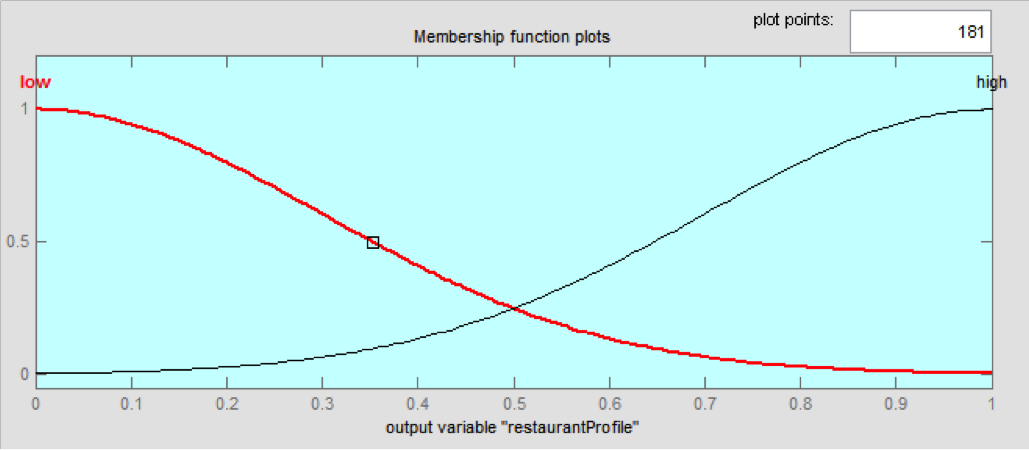 plot points: 181
Membership function plots
low
high
1
0.5
0
0 0.1 0.2 0.3 0.4 0.5 0.6 0.7 0.8 0.9 1
output variable "restaurantProfile"